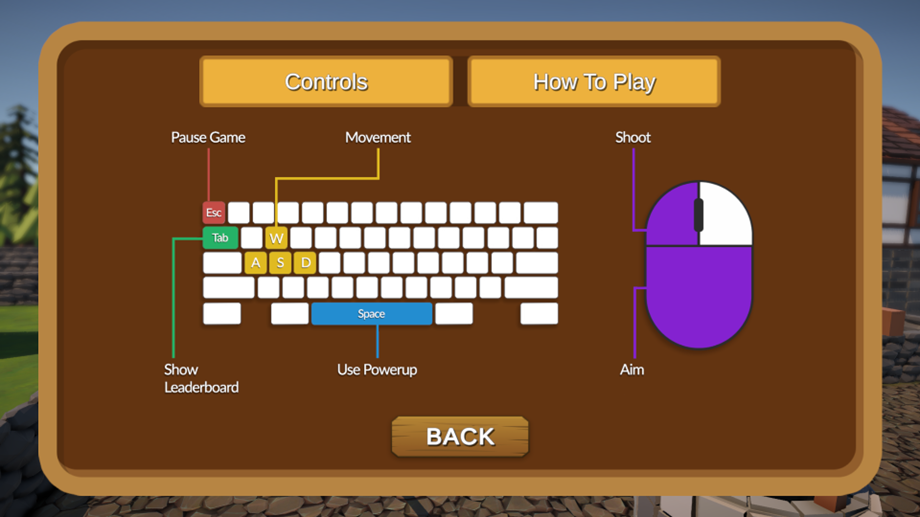 Controls
How To Play
Pause Game
Movement
Shoot
Esc
Tab
W
A S D
Space
Show
Leaderboard
Use Powerup
Aim
BACK